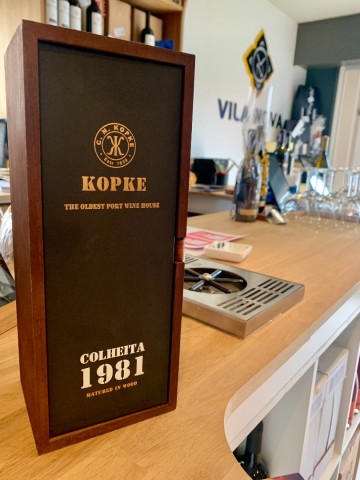 C. N. KOPKE
EST. 1638
KOPKE
THE OLDEST PORT WINE HOUSE
COLHEITA
1981
MATURED IN WOOD